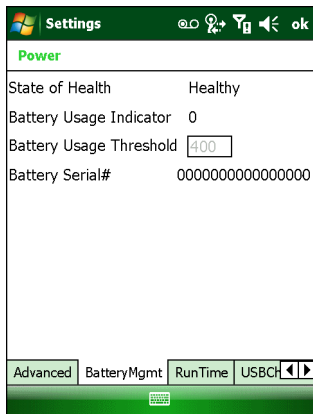 Settings ok
Power
State of Health Healthy
Battery Usage Indicator 0
Battery Usage Threshold 400
Battery Serial# 0000000000000000
Advanced BatteryMgmt RunTime USBCh